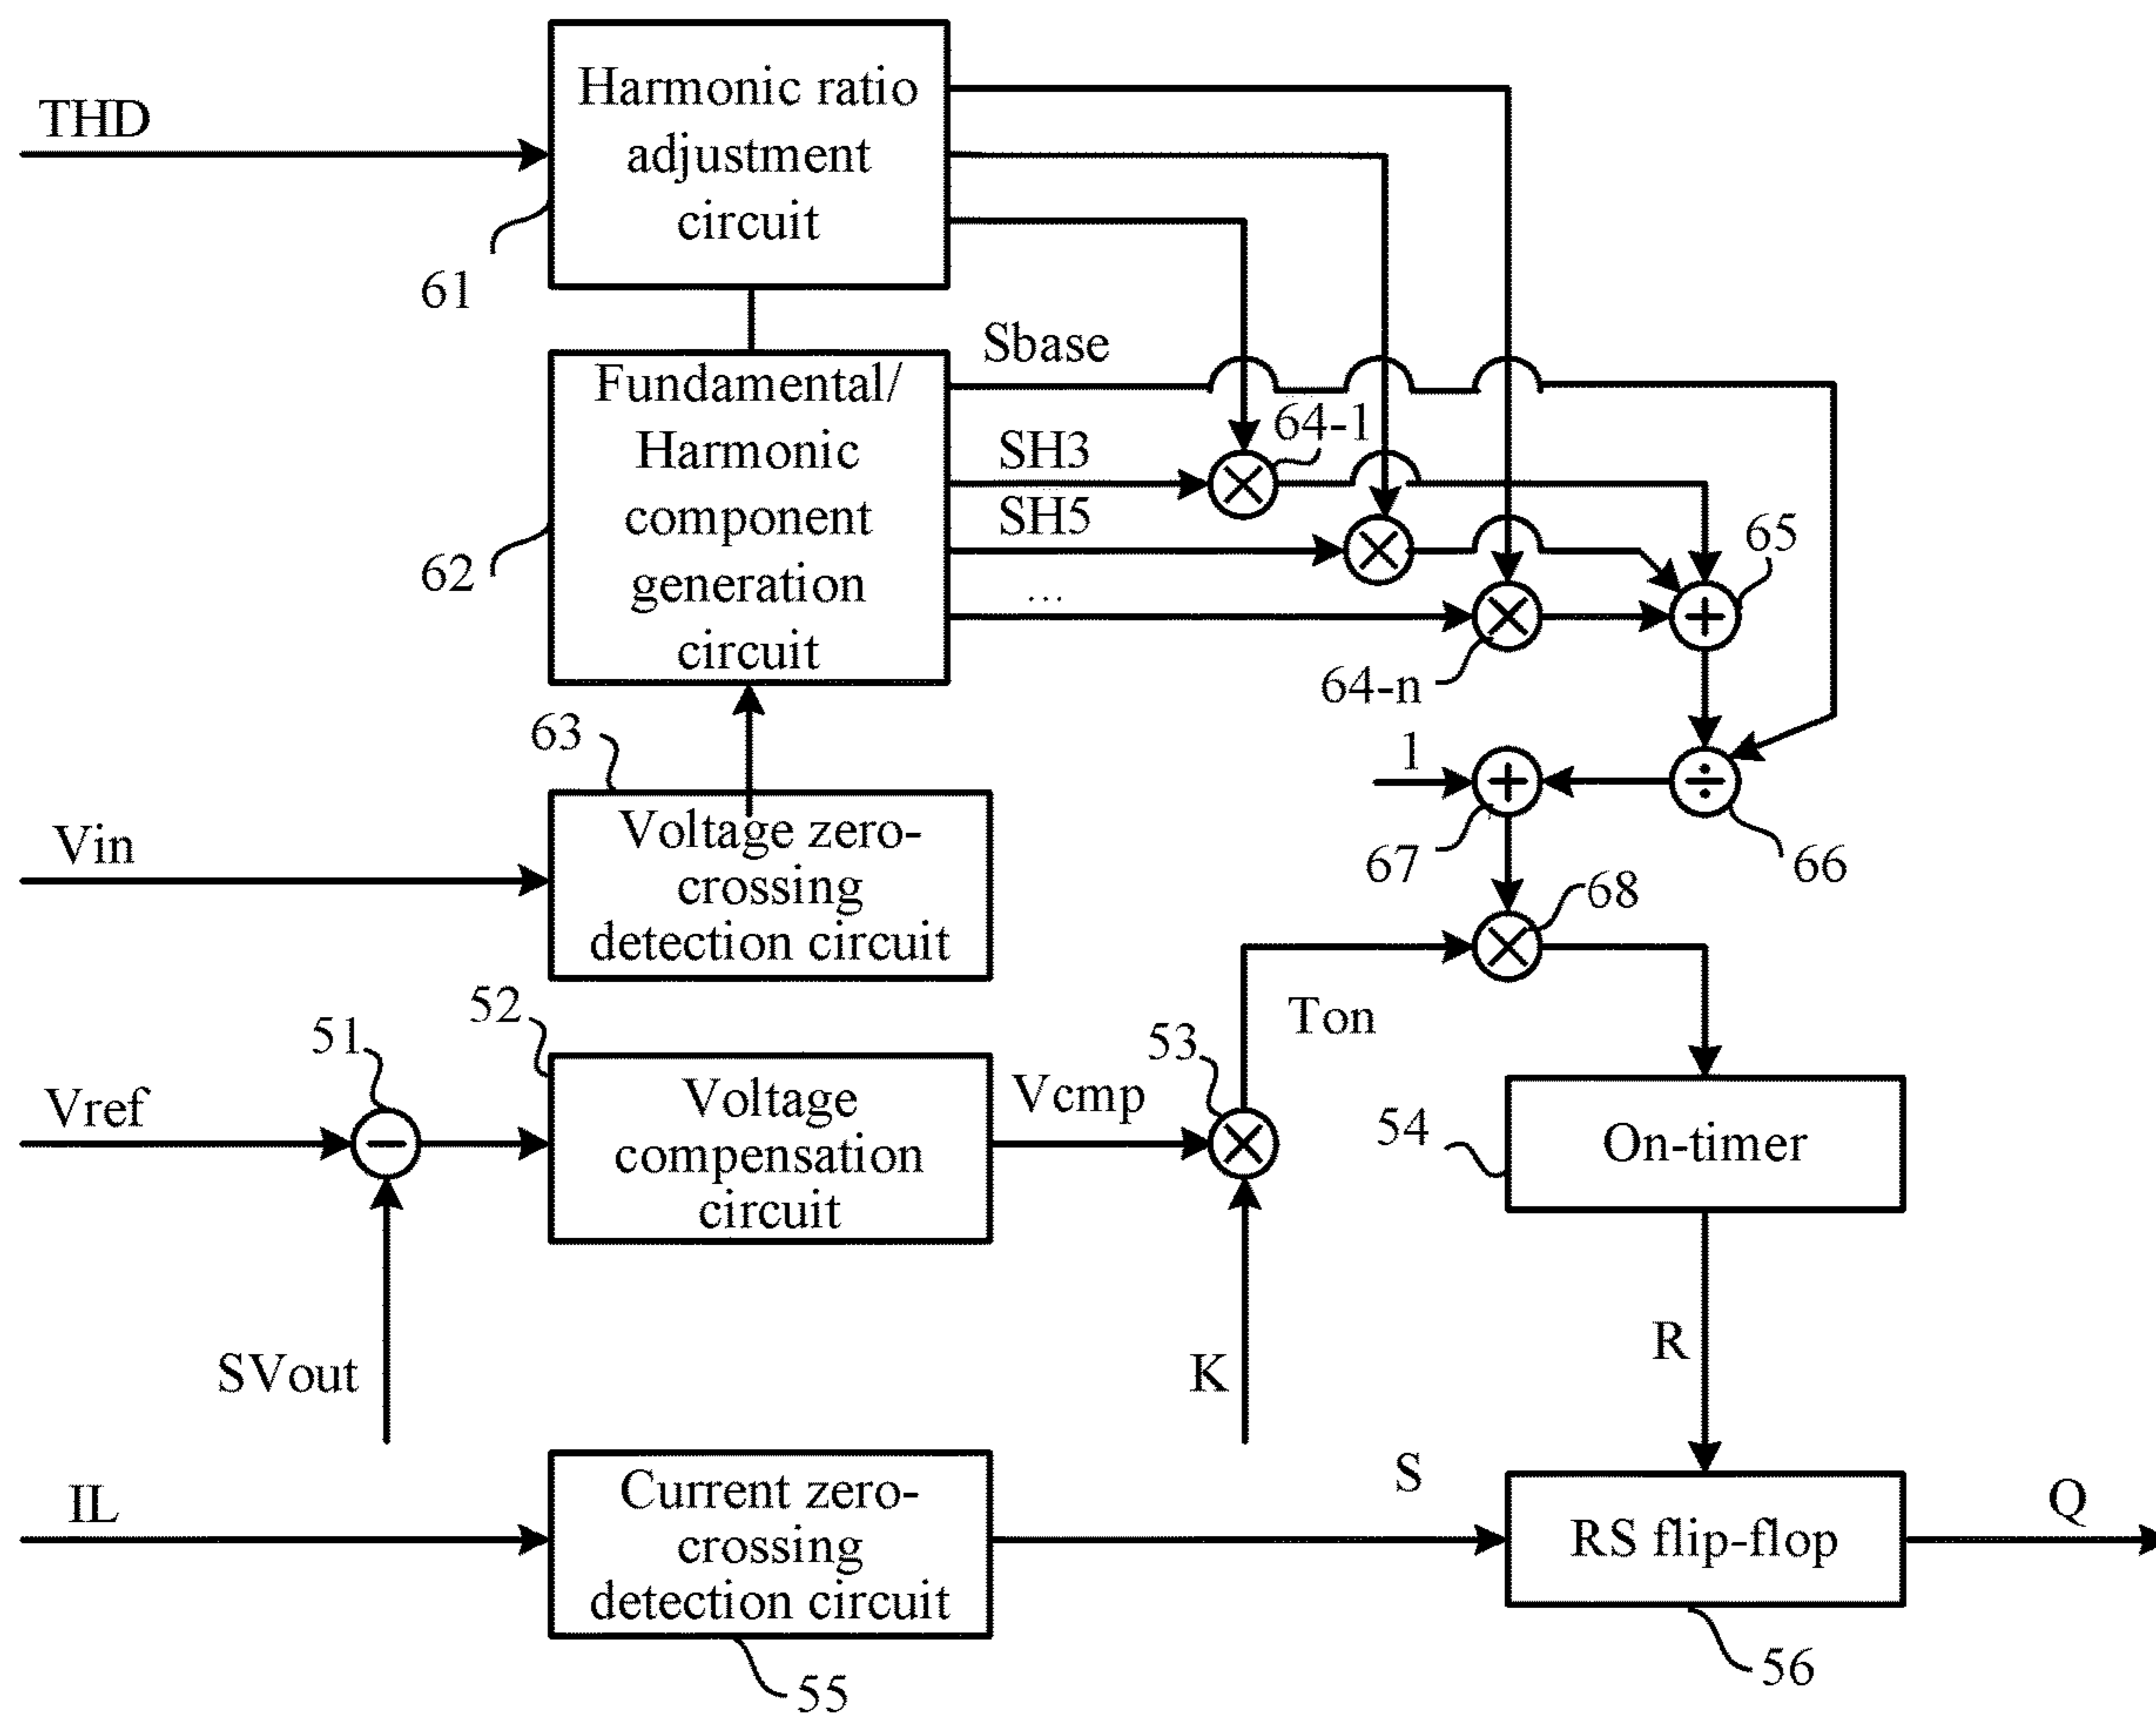 THD
Harmonic ratio
adjustment
circuit
61
Sbase
Fundamental/
Harmonic
component
generation
circuit
62
SH3
SH5
...
64-1
65
64-n
63
1
67
66
Vin
Voltage zero-
crossing
detection circuit
68
Ton
51
52
53
Vref
Voltage
compensation
circuit
Vcmp
54
On-timer
SVout
K
R
IL
Current zero-
crossing
detection circuit
S
RS flip-flop
Q
55
56